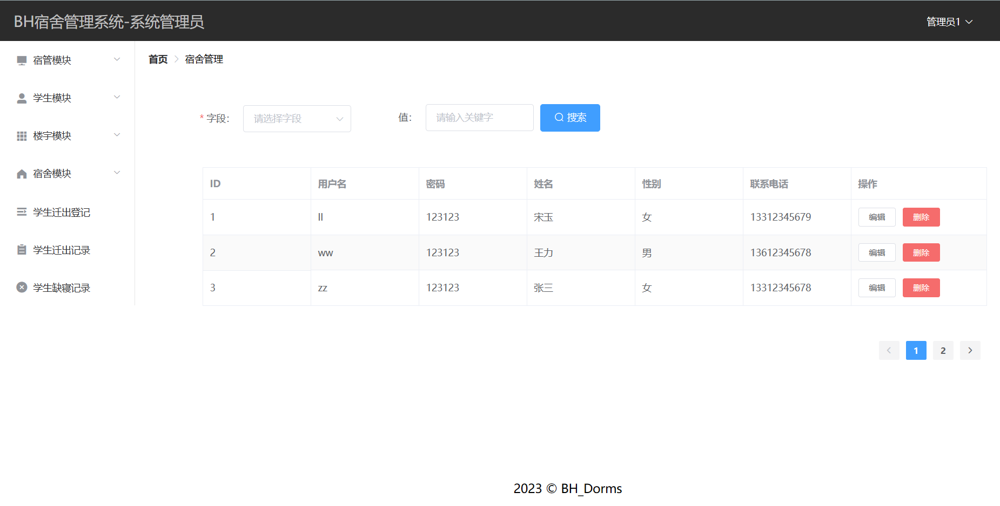 BH宿舍管理系统-系统管理员
管理员1
宿管模块
学生模块
楼宇模块
宿舍模块
学生迁出登记
学生迁出记录
学生缺寝记录
首页 宿舍管理
* 字段: 请选择字段 值: 请输入关键字 搜索
ID 用户名 密码 姓名 性别 联系电话 操作
1 ll 123123 宋玉 女 13312345679 编辑 删除
2 ww 123123 王力 男 13612345678 编辑 删除
3 zz 123123 张三 女 13312345678 编辑 删除
1 2
2023 © BH_Dorms